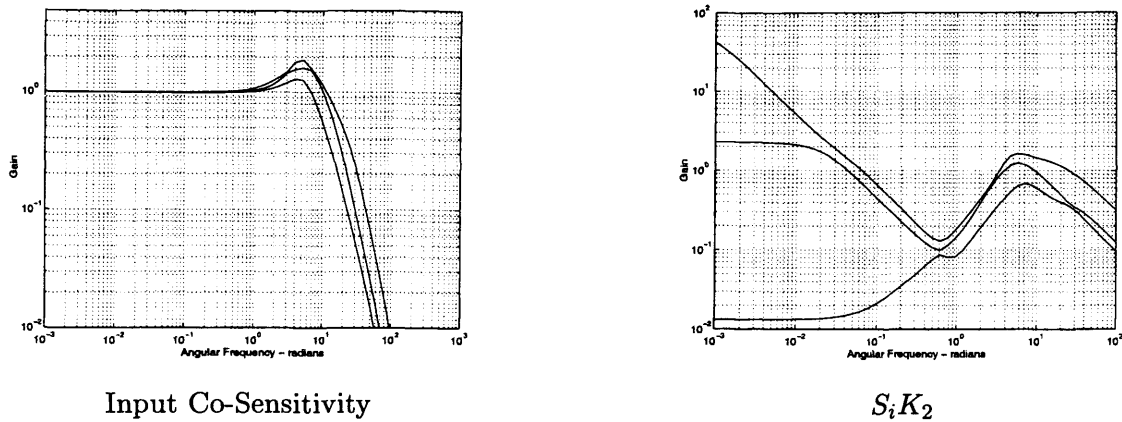 10^0
10^-1
10^-2
Gain
10^-3 10^-2 10^-1 10^0 10^1 10^2 10^3
Angular Frequency – radians
Input Co-Sensitivity
10^2
10^1
10^0
10^-1
10^-2
Gain
10^-3 10^-2 10^-1 10^0 10^1 10^2
Angular Frequency – radians
S_iK_2